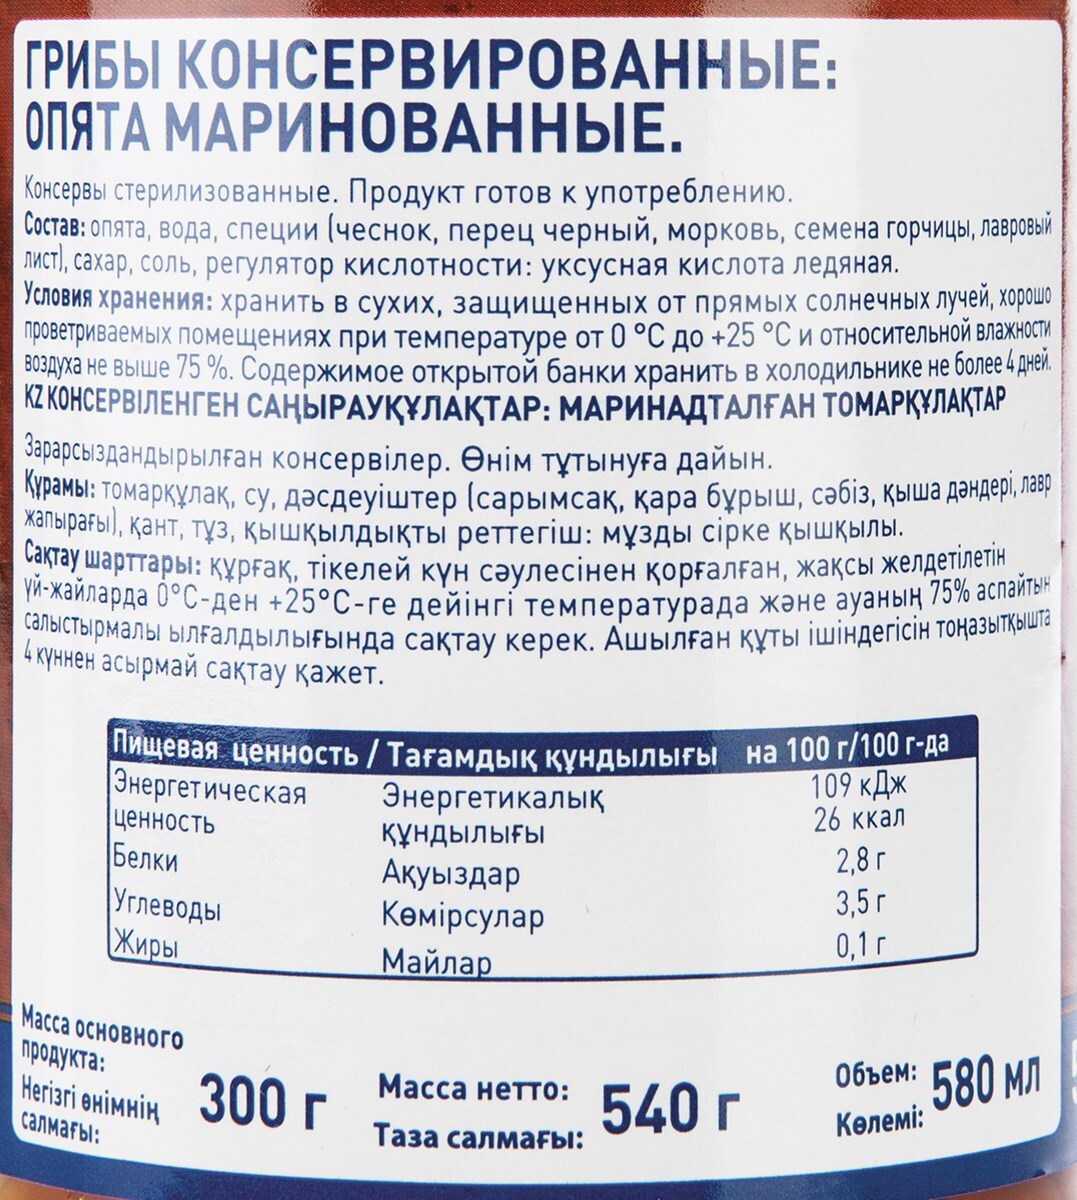 ГРИБЫ КОНСЕРВИРОВАННЫЕ:
ОПЯТА МАРИНОВАННЫЕ.
Консервы стерилизованные. Продукт готов к употреблению.
Состав: опята, вода, специи (чеснок, перец черный, морковь, семена горчицы, лавровый
лист), сахар, соль, регулятор кислотности: уксусная кислота ледяная.
Условия хранения: хранить в сухих, защищенных от прямых солнечных лучей, хорошо
проветриваемых помещениях при температуре от 0 °С до +25 °С и относительной влажности
воздуха не выше 75 %. Содержимое открытой банки хранить в холодильнике не более 4 дней.
KZ КОНСЕРВІЛЕНГЕН САҢЫРАУҚҰЛАҚТАР: МАРИНАДТАЛҒАН ТОМАРҚҰЛАҚТАР
Зарарсыздандырылған консервілер. Өнім тұтынуға дайын.
Құрамы: томарқұлақ, су, дәсдеуіштер (сарымсақ, қара бұрыш, сәбіз, қыша дәндері, лавр
жапырағы), қант, тұз, қышқылдықты реттегіш: мұзды сірке қышқылы.
Сақтау шарттары: құрғақ, тікелей күн сәулесінен қорғалған, жақсы желдетілетін
үй-жайларда 0°С-ден +25°С-ге дейінгі температурада және ауаның 75% аспайтын
салыстырмалы ылғалдылығында сақтау керек. Ашылған құты ішіндегісін тоңазытқышта
4 күннен асырмай сақтау қажет.
Пищевая ценность / Тағамдық құндылығы на 100 г/100 г-да
Энергетическая Энергетикалық 109 кДж
ценность құндылығы 26 ккал
Белки Ақуыздар 2,8 г
Углеводы Көмірсулар 3,5 г
Жиры Майлар 0,1 г
Масса основного
продукта:
Негізгі өнімнің
салмағы:
300 г
Масса нетто:
Таза салмағы:
540 г
Объем:
Көлемі:
580 мл